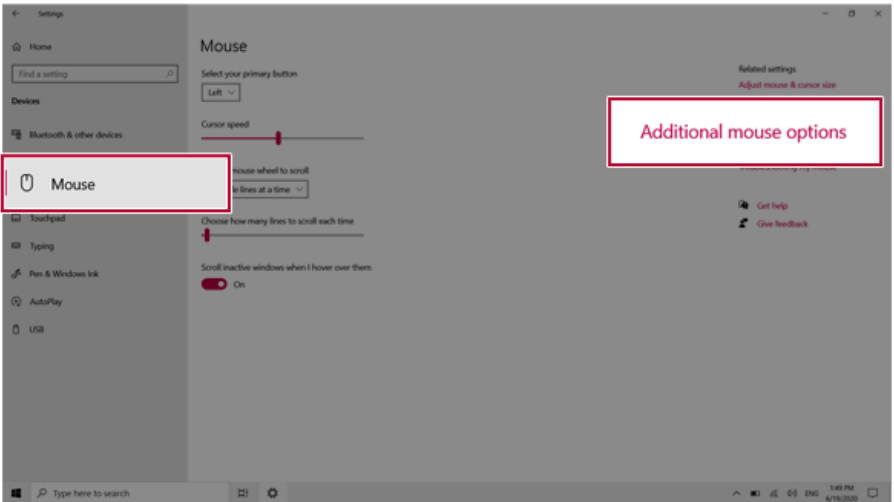 Settings
Home
Find a setting
Devices
Bluetooth & other devices
Mouse
Touchpad
Typing
Pen & Windows Ink
AutoPlay
USB
Mouse
Select your primary button
Left
Cursor speed
mouse wheel to scroll
lines at a time
Choose how many lines to scroll each time
Scroll inactive windows when I hover over them
On
Related settings
Adjust mouse & cursor size
Additional mouse options
Get help
Give feedback
Type here to search
ENG
1:49 PM
6/19/2020